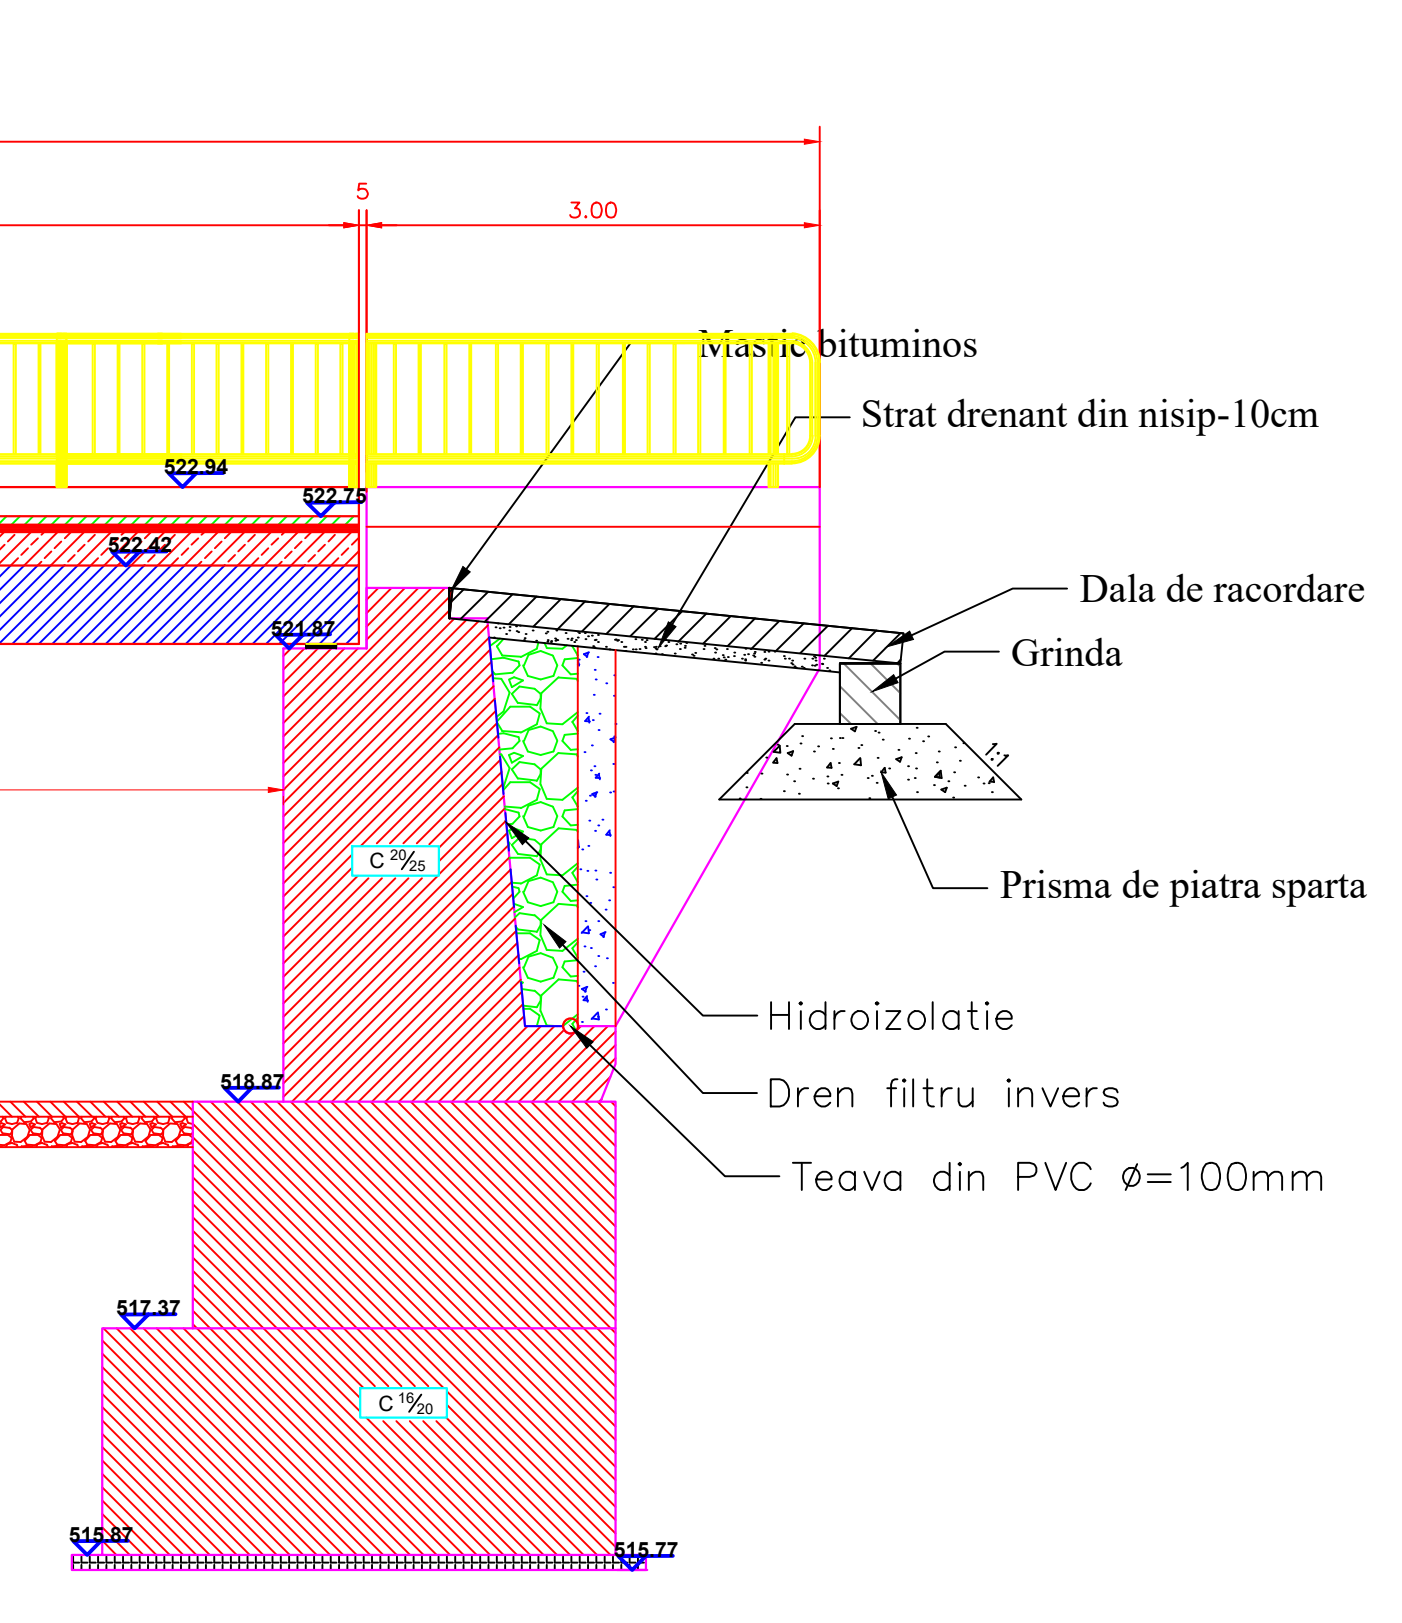 5
3.00
Mastic bituminos
Strat drenant din nisip-10cm
522.94
522.75
522.42
Dala de racordare
521.87
Grinda
1:1
C 20/25
Prisma de piatra sparta
Hidroizolatie
518.87
Dren filtru invers
Teava din PVC ø=100mm
517.37
C 16/20
515.87
515.77